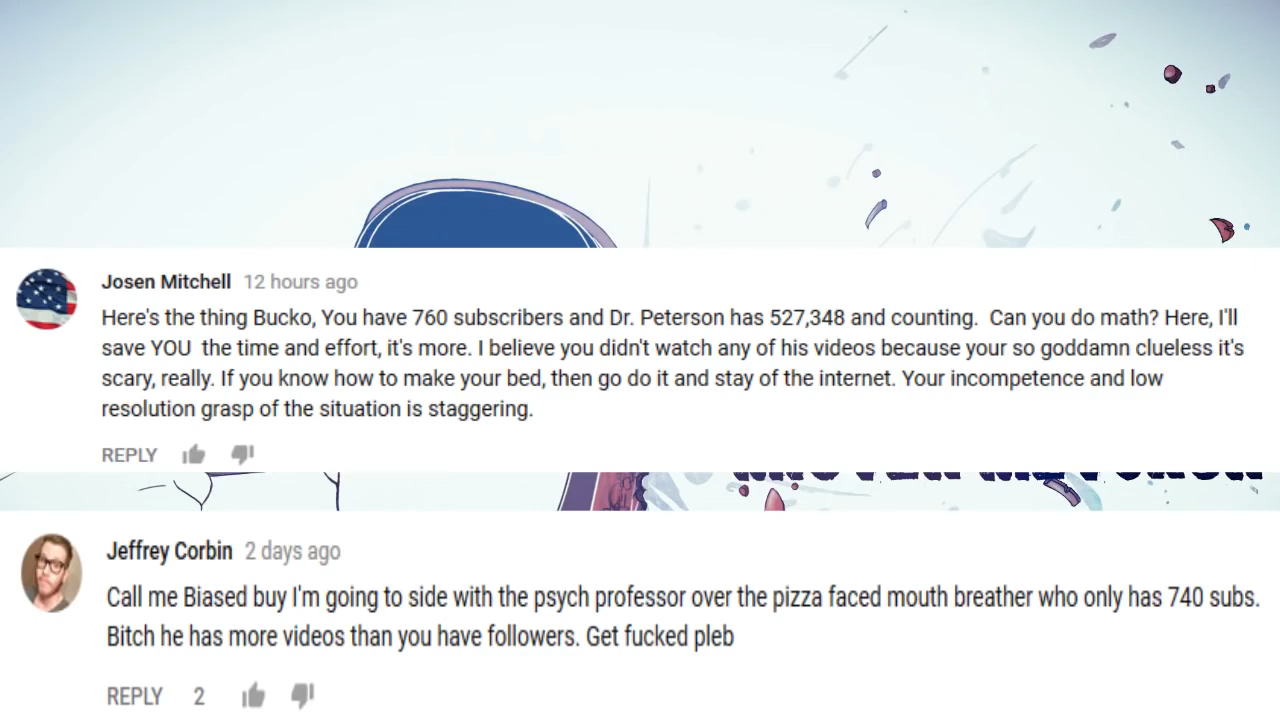 Josen Mitchell 12 hours ago
Here's the thing Bucko, You have 760 subscribers and Dr. Peterson has 527,348 and counting.  Can you do math? Here, I'll
save YOU  the time and effort, it's more. I believe you didn't watch any of his videos because your so goddamn clueless it's
scary, really. If you know how to make your bed, then go do it and stay of the internet. Your incompetence and low
resolution grasp of the situation is staggering.
REPLY
Jeffrey Corbin 2 days ago
Call me Biased buy I'm going to side with the psych professor over the pizza faced mouth breather who only has 740 subs.
Bitch he has more videos than you have followers. Get fucked pleb
REPLY 2